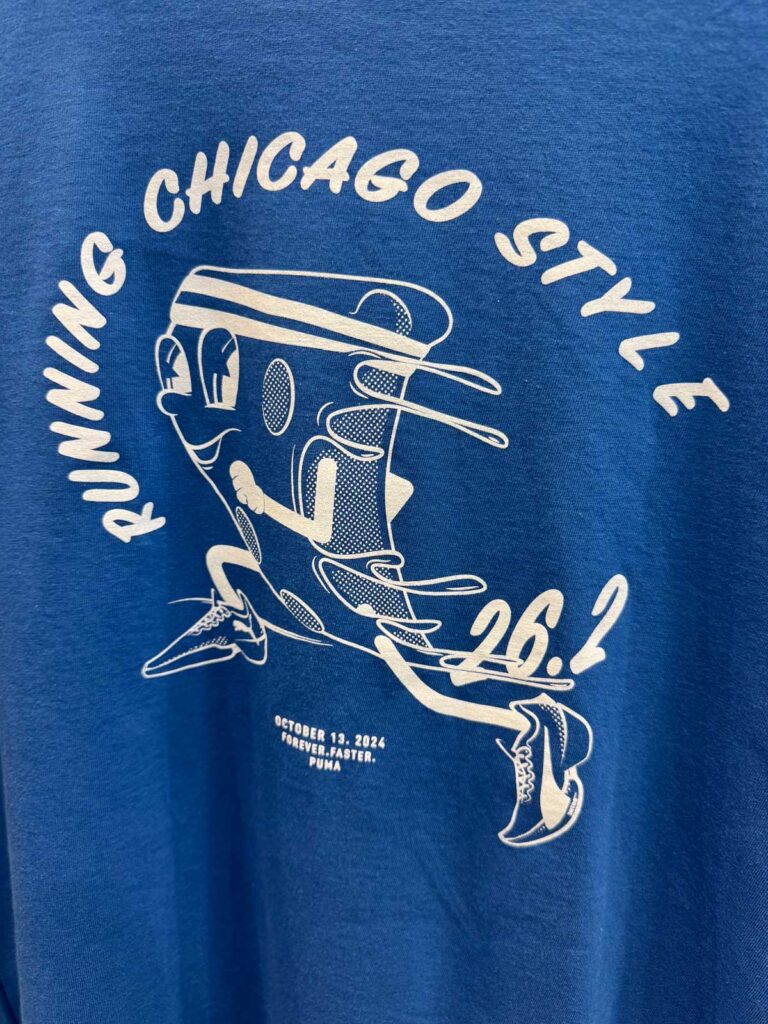 RUNNING CHICAGO STYLE
26.2
OCTOBER 13. 2024
FOREVER.FASTER.
PUMA